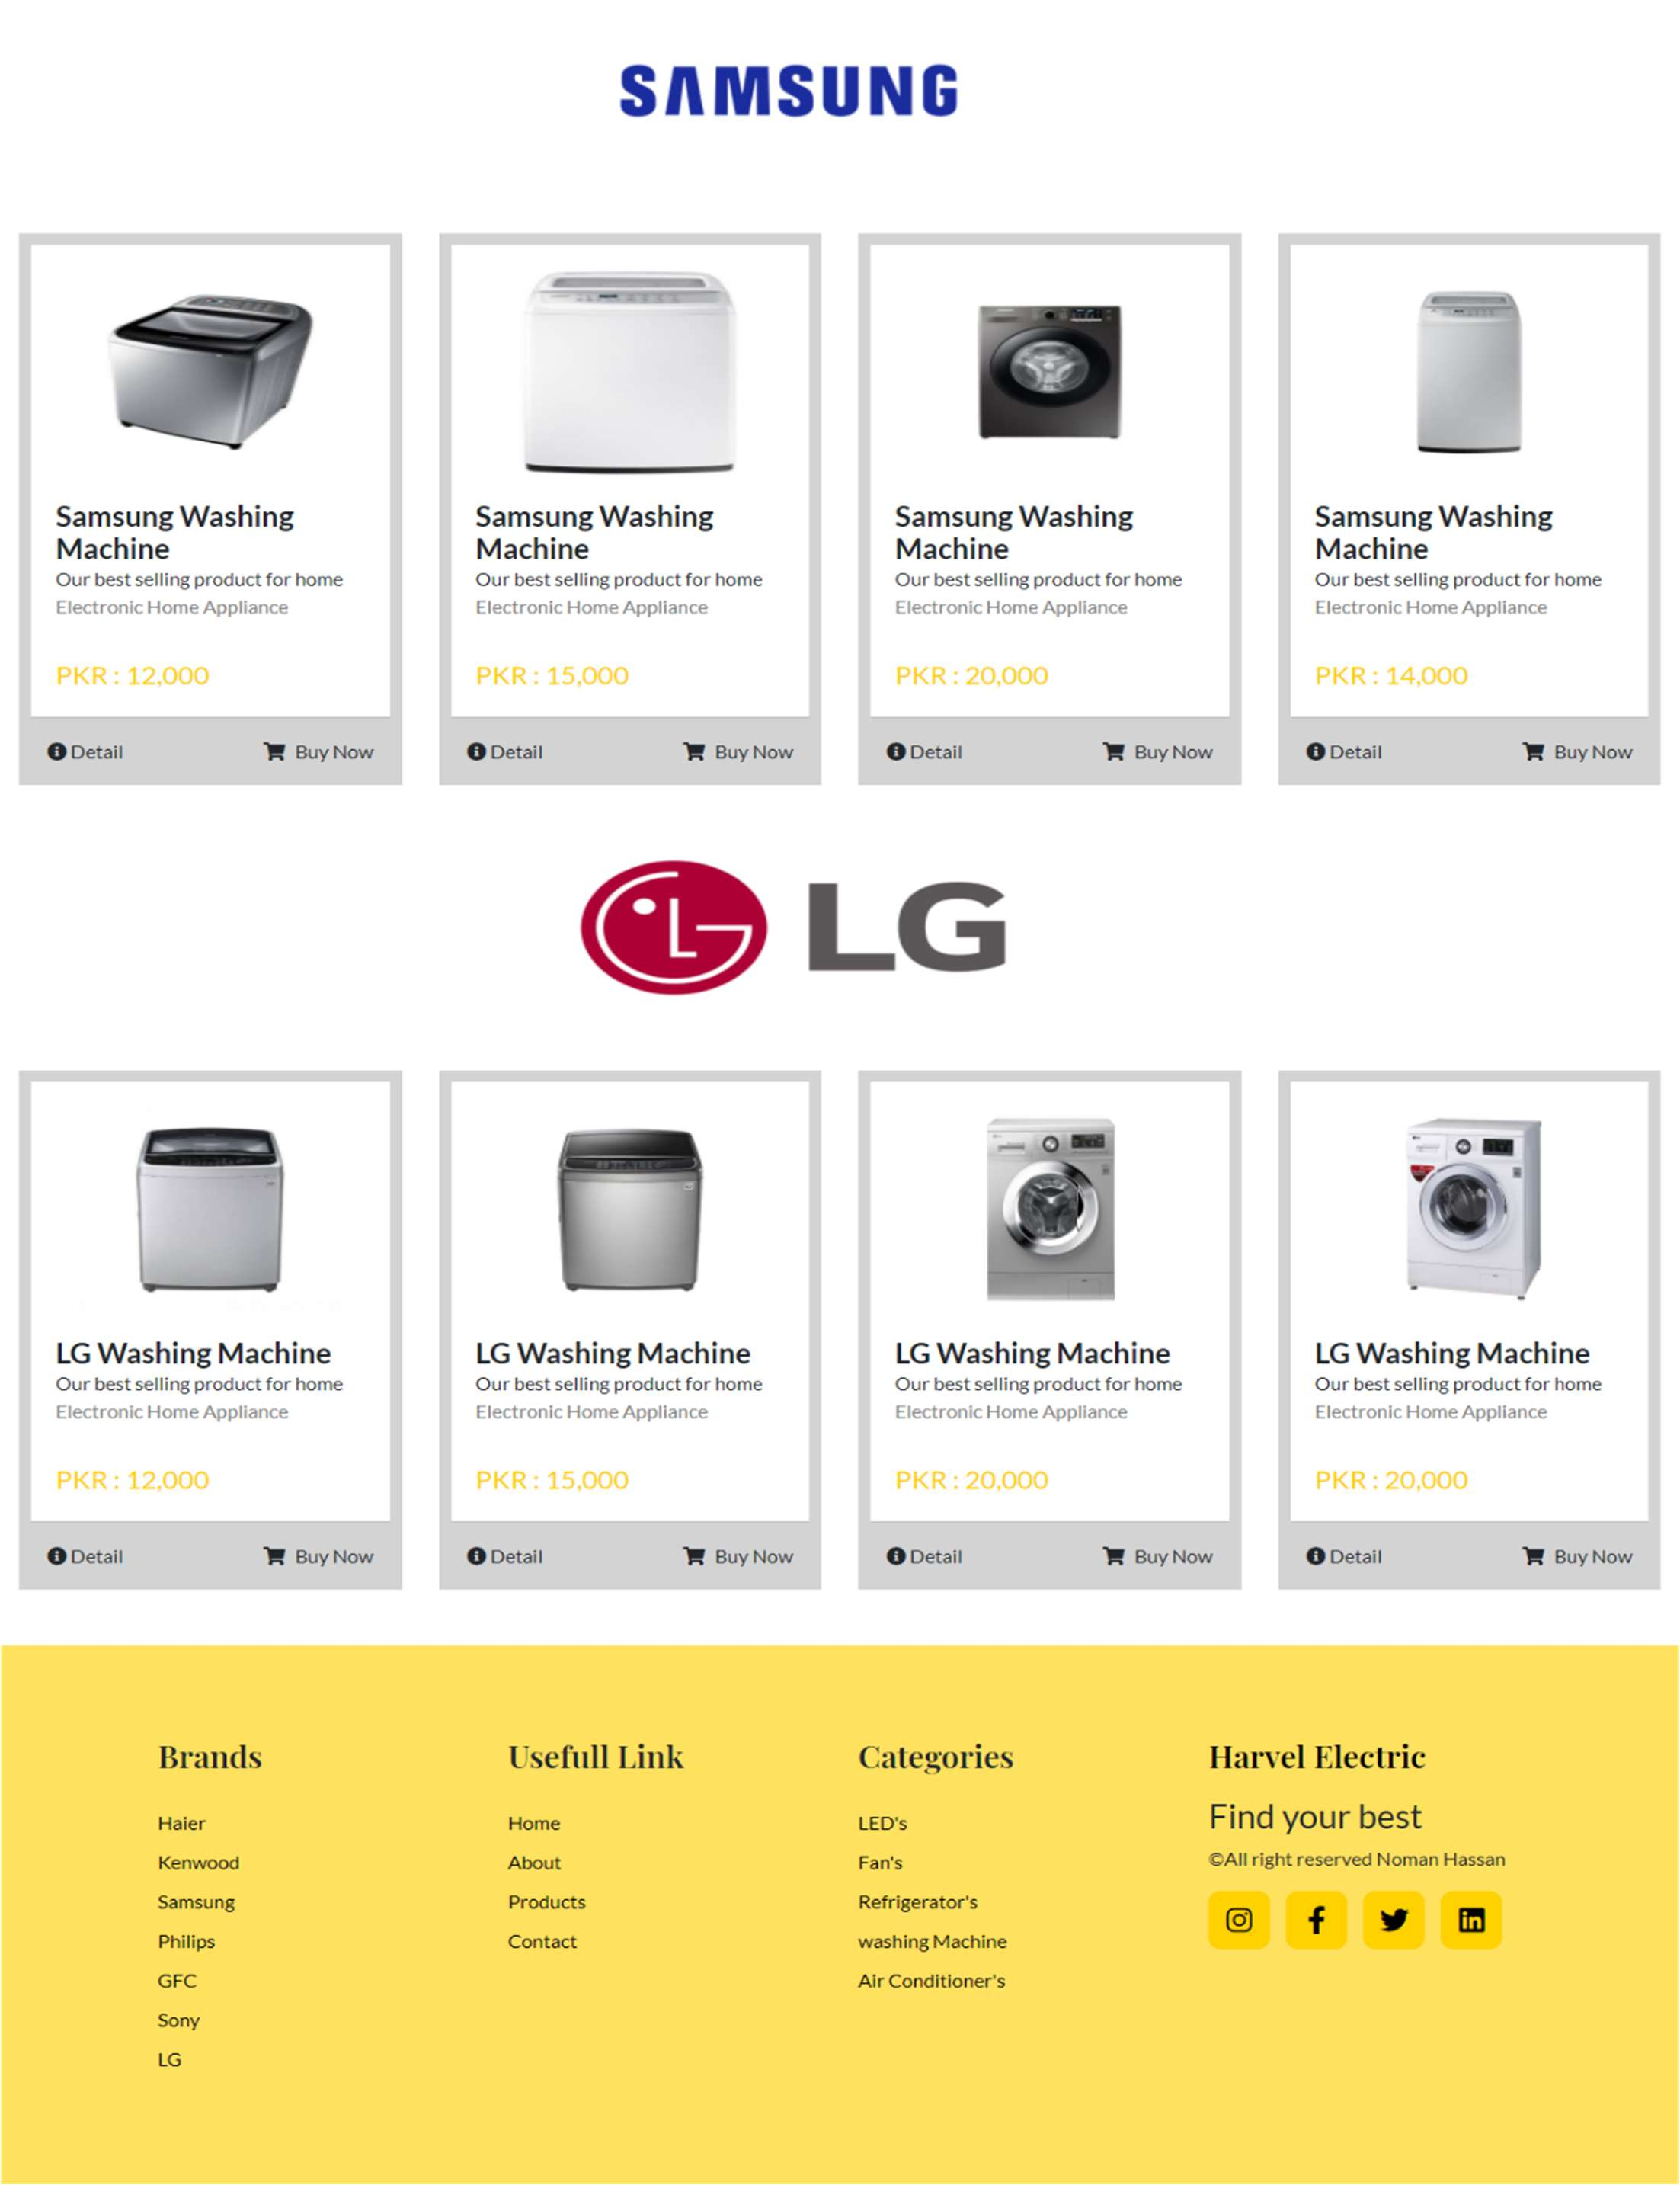 SAMSUNG
Samsung Washing
Machine
Our best selling product for home
Electronic Home Appliance
PKR : 12,000
Detail
Buy Now
Samsung Washing
Machine
Our best selling product for home
Electronic Home Appliance
PKR : 15,000
Detail
Buy Now
Samsung Washing
Machine
Our best selling product for home
Electronic Home Appliance
PKR : 20,000
Detail
Buy Now
Samsung Washing
Machine
Our best selling product for home
Electronic Home Appliance
PKR : 14,000
Detail
Buy Now
LG
LG Washing Machine
Our best selling product for home
Electronic Home Appliance
PKR : 12,000
Detail
Buy Now
LG Washing Machine
Our best selling product for home
Electronic Home Appliance
PKR : 15,000
Detail
Buy Now
LG Washing Machine
Our best selling product for home
Electronic Home Appliance
PKR : 20,000
Detail
Buy Now
LG Washing Machine
Our best selling product for home
Electronic Home Appliance
PKR : 20,000
Detail
Buy Now
Brands
Haier
Kenwood
Samsung
Philips
GFC
Sony
LG
Usefull Link
Home
About
Products
Contact
Categories
LED's
Fan's
Refrigerator's
washing Machine
Air Conditioner's
Harvel Electric
Find your best
©All right reserved Noman Hassan